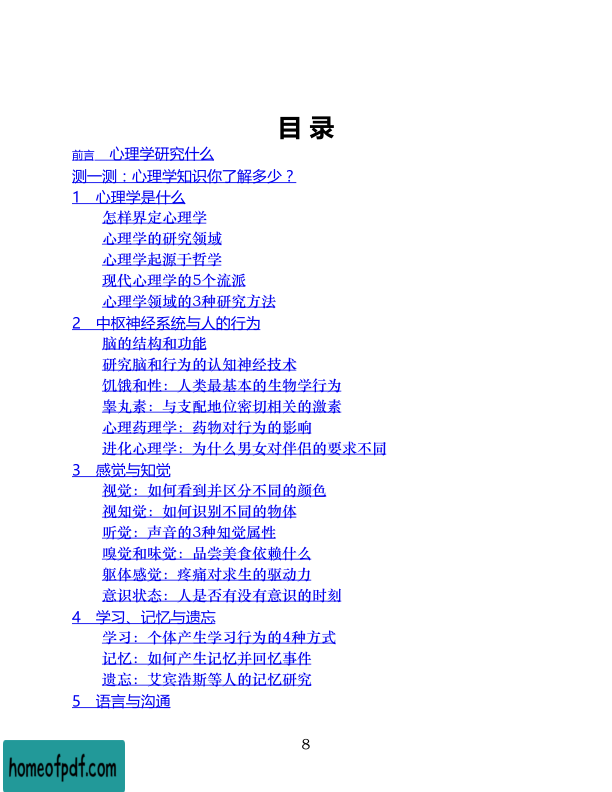 目 录
前言 心理学研究什么
测一测：心理学知识你了解多少？
1 心理学是什么
怎样界定心理学
心理学的研究领域
心理学起源于哲学
现代心理学的5个流派
心理学领域的3种研究方法
2 中枢神经系统与人的行为
脑的结构和功能
研究脑和行为的认知神经技术
饥饿和性：人类最基本的生物学行为
睾丸素：与支配地位密切相关的激素
心理药理学：药物对行为的影响
进化心理学：为什么男女对伴侣的要求不同
3 感觉与知觉
视觉：如何看到并区分不同的颜色
视知觉：如何识别不同的物体
听觉：声音的3种知觉属性
嗅觉和味觉：品尝美食依赖什么
躯体感觉：疼痛对求生的驱动力
意识状态：人是否有没有意识的时刻
4 学习、记忆与遗忘
学习：个体产生学习行为的4种方式
记忆：如何产生记忆并回忆事件
遗忘：艾宾浩斯等人的记忆研究
5 语言与沟通
8
homeofpdf.com